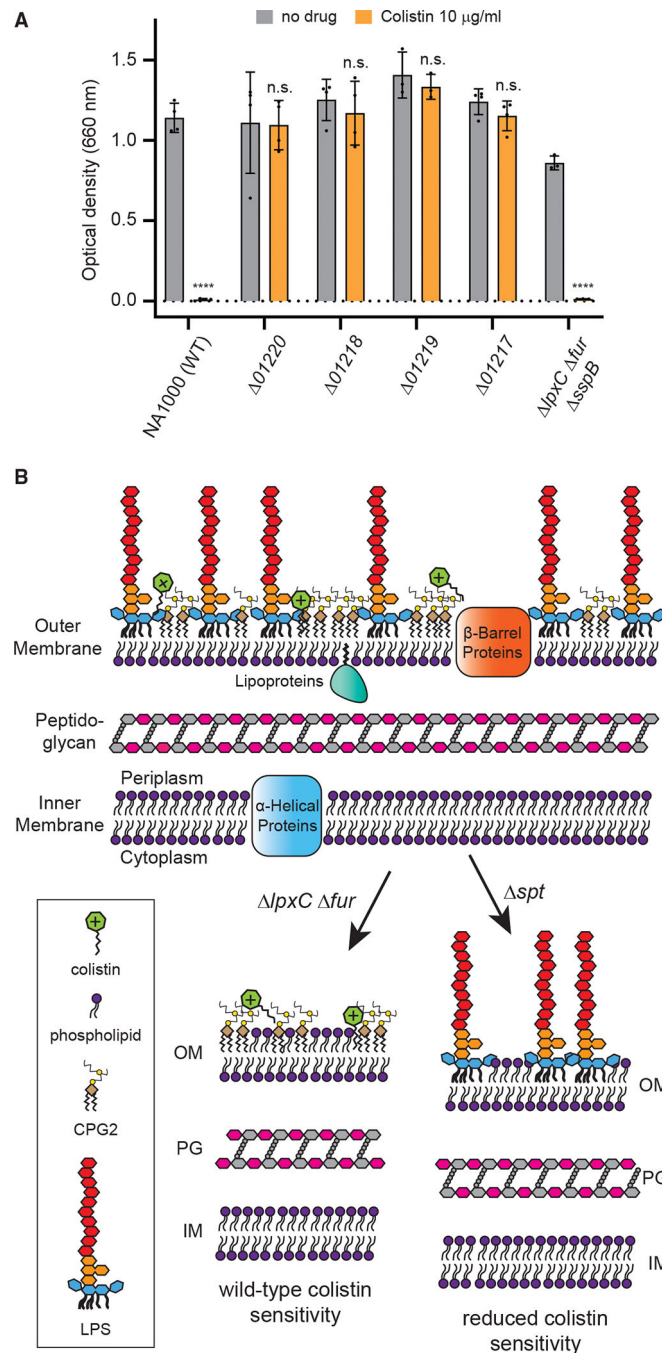 A
no drug
Colistin 10 μg/ml
Optical density (660 nm)
1.5
1.0
0.5
0.0
****
n.s.
n.s.
n.s.
n.s.
****
NA1000 (WT)
Δ01220
Δ01218
Δ01219
Δ01217
ΔlpxC Δfur
ΔsspB
B
Outer
Membrane
β-Barrel
Proteins
Lipoproteins
Peptido-
glycan
Periplasm
Inner
Membrane
α-Helical
Proteins
Cytoplasm
ΔlpxC Δfur
Δspt
colistin
phospholipid
CPG2
LPS
OM
PG
IM
wild-type colistin
sensitivity
OM
PG
IM
reduced colistin
sensitivity